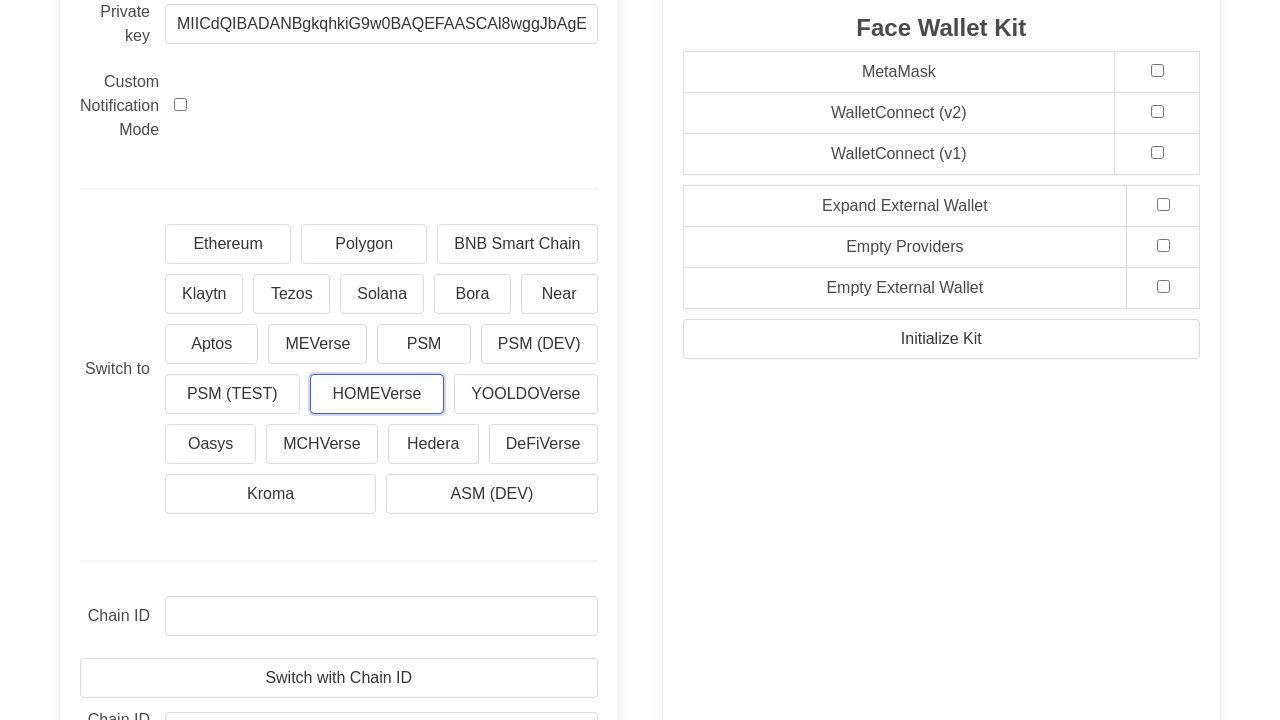 Private
key
MIICdQIBADANBgkqhkiG9w0BAQEFAASCAl8wggJbAgE
Custom
Notification
Mode
Switch to
Ethereum
Polygon
BNB Smart Chain
Klaytn
Tezos
Solana
Bora
Near
Aptos
MEVerse
PSM
PSM (DEV)
PSM (TEST)
HOMEVerse
YOOLDOVerse
Oasys
MCHVerse
Hedera
DeFiVerse
Kroma
ASM (DEV)
Chain ID
Switch with Chain ID
Chain ID
Face Wallet Kit
MetaMask
WalletConnect (v2)
WalletConnect (v1)
Expand External Wallet
Empty Providers
Empty External Wallet
Initialize Kit